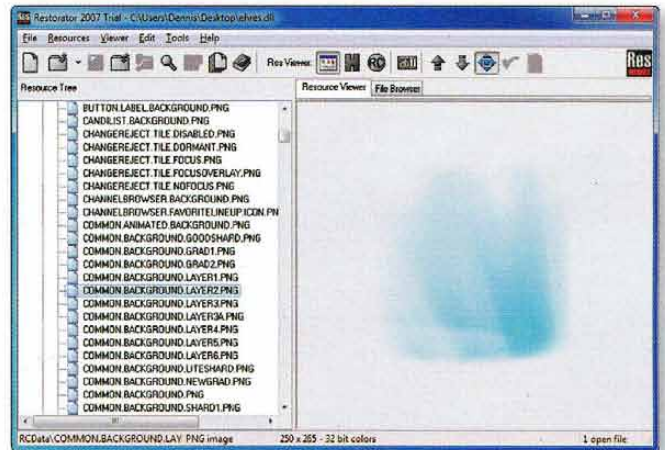 Restorator 2007 Trial - C:\Users\Dennis\Desktop\ehres.dll
File Resources Viewer Edit Tools Help
Res Viewer:
RC
Res
Resource Tree
Resource Viewer File Browser
BUTTON.LABEL.BACKGROUND.PNG
CANDILIST.BACKGROUND.PNG
CHANGEREJECT.TILE.DISABLED.PNG
CHANGEREJECT.TILE.DORMANT.PNG
CHANGEREJECT.TILE.FOCUS.PNG
CHANGEREJECT.TILE.FOCUSOVERLAY.PNG
CHANGEREJECT.TILE.NOFOCUS.PNG
CHANNELBROWSER.BACKGROUND.PNG
CHANNELBROWSER.FAVORITELINEUP.ICON.PN
COMMON.ANIMATED.BACKGROUND.PNG
COMMON.BACKGROUND.GOODSHARD.PNG
COMMON.BACKGROUND.GRAD1.PNG
COMMON.BACKGROUND.GRAD2.PNG
COMMON.BACKGROUND.LAYER1.PNG
COMMON.BACKGROUND.LAYER2.PNG
COMMON.BACKGROUND.LAYER3.PNG
COMMON.BACKGROUND.LAYER3A.PNG
COMMON.BACKGROUND.LAYER4.PNG
COMMON.BACKGROUND.LAYER5.PNG
COMMON.BACKGROUND.LAYER6.PNG
COMMON.BACKGROUND.LITESHARD.PNG
COMMON.BACKGROUND.NEWGRAD.PNG
COMMON.BACKGROUND.PNG
COMMON.BACKGROUND.SHARD1.PNG
RCData\COMMON.BACKGROUND.LAY PNG image 250 x 265 - 32 bit colors 1 open file